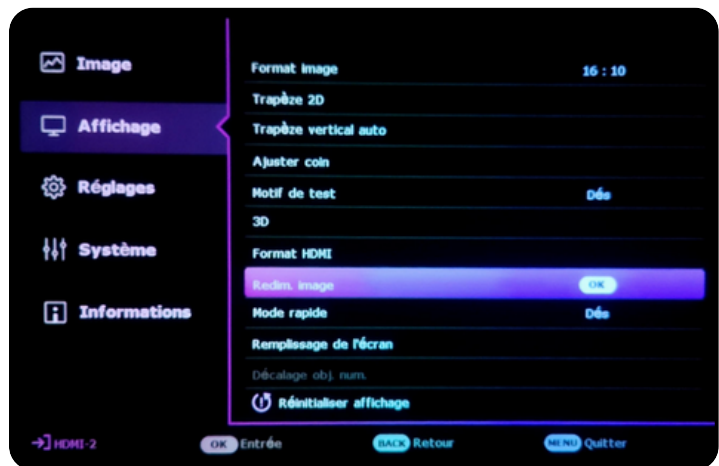 Image
Affichage
Réglages
Système
Informations
Format image 16 : 10
Trapèze 2D
Trapèze vertical auto
Ajuster coin
Motif de test Dés
3D
Format HDMI
Redim. image OK
Mode rapide Dés
Remplissage de l'écran
Décalage obj. num.
Réinitialiser affichage
HDMI-2 OK Entrée BACK Retour MENU Quitter